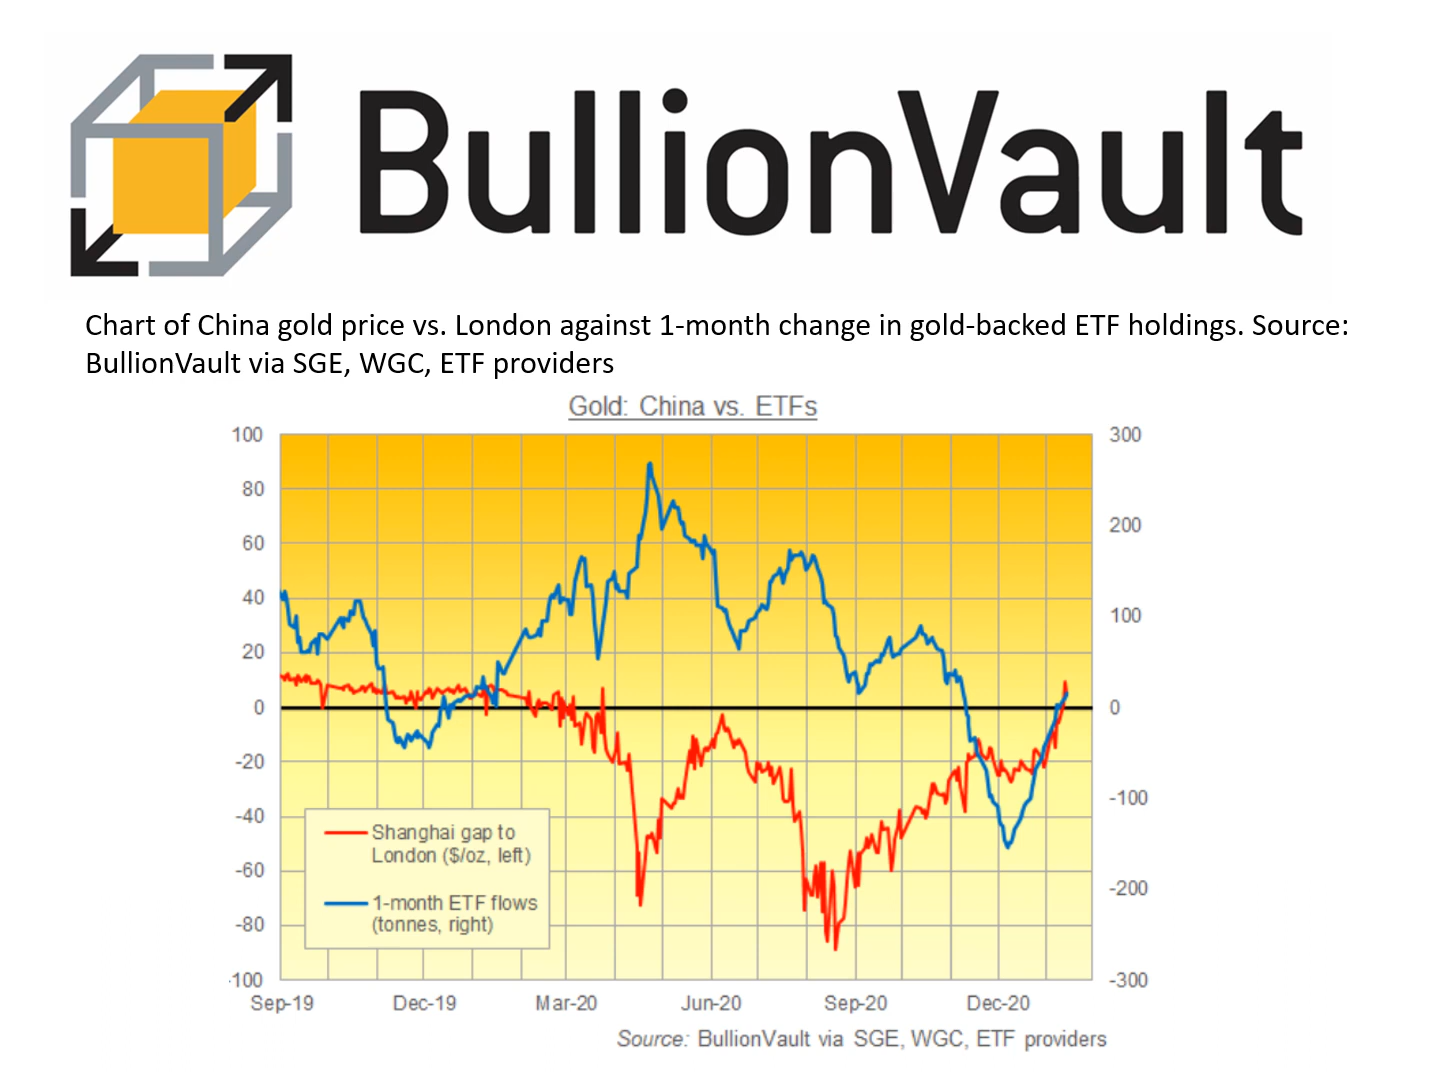 BullionVault
Chart of China gold price vs. London against 1-month change in gold-backed ETF holdings. Source:
BullionVault via SGE, WGC, ETF providers
Gold: China vs. ETFs
100
80
60
40
20
0
-20
-40
-60
-80
-100
300
200
100
0
-100
-200
-300
Shanghai gap to
London ($/oz, left)
1-month ETF flows
(tonnes, right)
Sep-19 Dec-19 Mar-20 Jun-20 Sep-20 Dec-20
Source: BullionVault via SGE, WGC, ETF providers